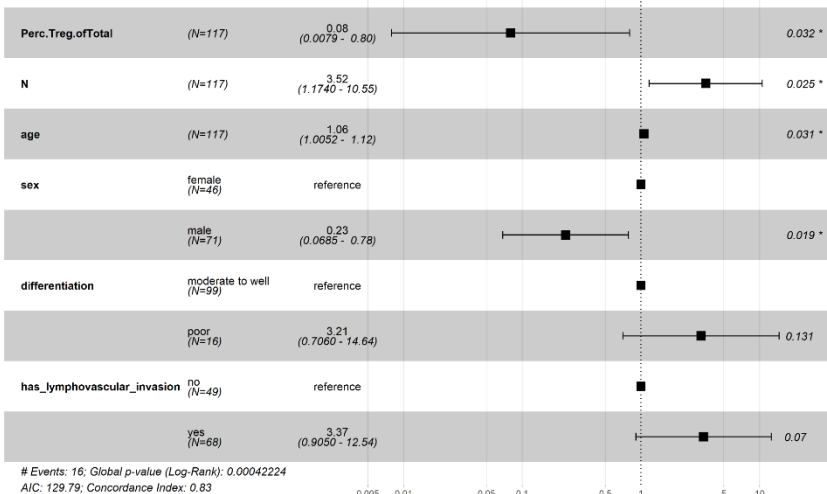 Perc.Treg.ofTotal (N=117) 0.08 (0.0079 - 0.80) 0.032 *
N (N=117) 3.52 (1.1740 - 10.55) 0.025 *
age (N=117) 1.06 (1.0052 - 1.12) 0.031 *
sex female (N=46) reference
male (N=71) 0.23 (0.0685 - 0.78) 0.019 *
differentiation moderate to well (N=99) reference
poor (N=16) 3.21 (0.7060 - 14.64) 0.131
has_lymphovascular_invasion no (N=49) reference
yes (N=68) 3.37 (0.9050 - 12.54) 0.07
# Events: 16; Global p-value (Log-Rank): 0.00042224
AIC: 129.79; Concordance Index: 0.83
0.005 0.01 0.05 0.1 0.5 1 5 10